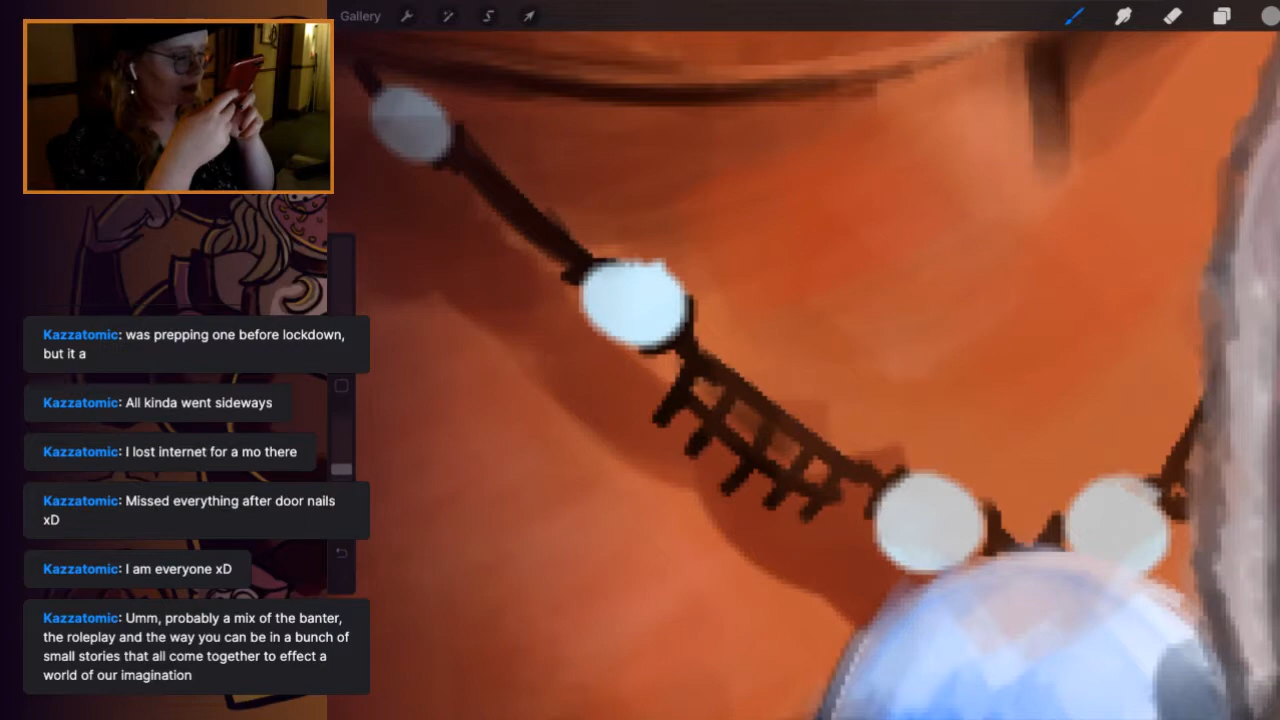 Gallery
Kazzatomic: was prepping one before lockdown,
but it a
Kazzatomic: All kinda went sideways
Kazzatomic: I lost internet for a mo there
Kazzatomic: Missed everything after door nails
xD
Kazzatomic: I am everyone xD
Kazzatomic: Umm, probably a mix of the banter,
the roleplay and the way you can be in a bunch of
small stories that all come together to effect a
world of our imagination